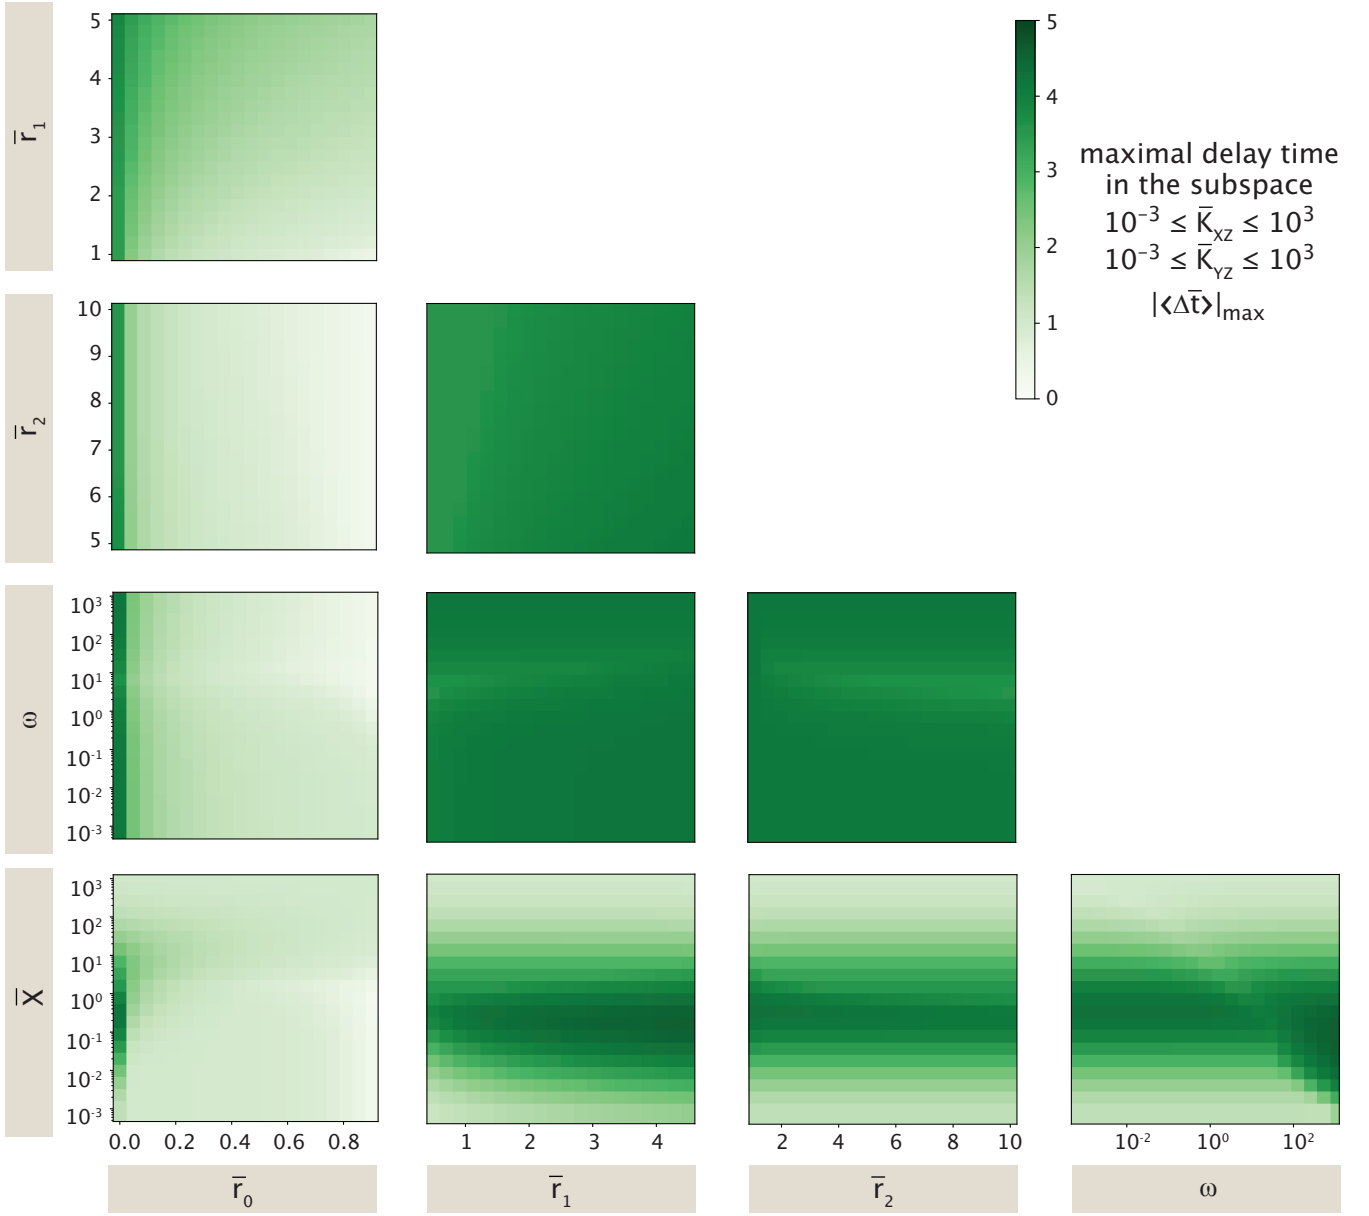 r̄₁
5
4
3
2
1
5
4
3
2
1
0
maximal delay time
in the subspace
10⁻³ ≤ K̄_XZ ≤ 10³
10⁻³ ≤ K̄_YZ ≤ 10³
|⟨Δt̄⟩|max
r̄₂
10
9
8
7
6
5
ω
10³
10²
10¹
10⁰
10⁻¹
10⁻²
10⁻³
X̄
10³
10²
10¹
10⁰
10⁻¹
10⁻²
10⁻³
0.0 0.2 0.4 0.6 0.8
1 2 3 4
2 4 6 8 10
10⁻² 10⁰ 10²
r̄₀
r̄₁
r̄₂
ω